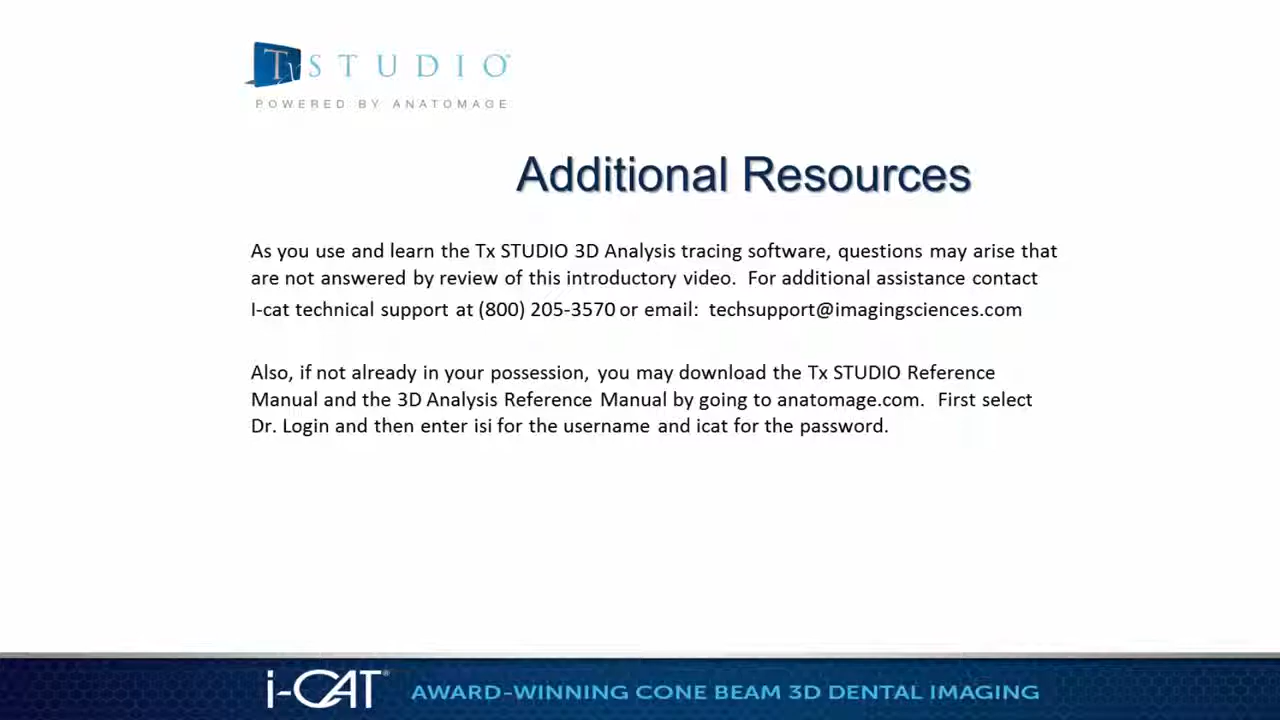 Tx STUDIO
POWERED BY ANATOMAGE
Additional Resources
As you use and learn the Tx STUDIO 3D Analysis tracing software, questions may arise that
are not answered by review of this introductory video.  For additional assistance contact
I-cat technical support at (800) 205-3570 or email:  techsupport@imagingsciences.com
Also, if not already in your possession, you may download the Tx STUDIO Reference
Manual and the 3D Analysis Reference Manual by going to anatomage.com.  First select
Dr. Login and then enter isi for the username and icat for the password.
i-CAT® AWARD-WINNING CONE BEAM 3D DENTAL IMAGING